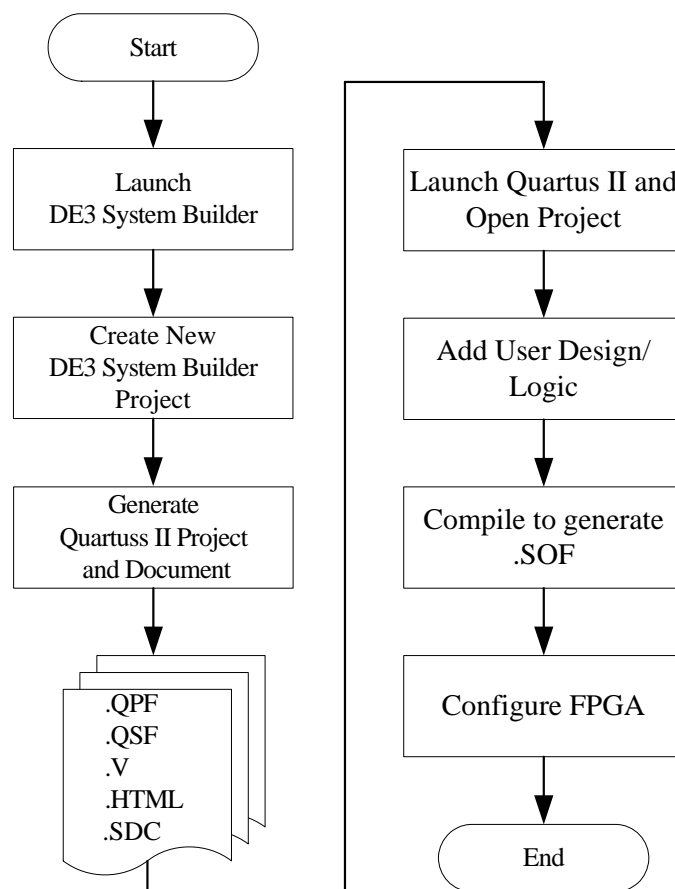 Start
Launch
DE3 System Builder
Create New
DE3 System Builder
Project
Generate
Quartuss II Project
and Document
.QPF
.QSF
.V
.HTML
.SDC
Launch Quartus II and
Open Project
Add User Design/
Logic
Compile to generate
.SOF
Configure FPGA
End